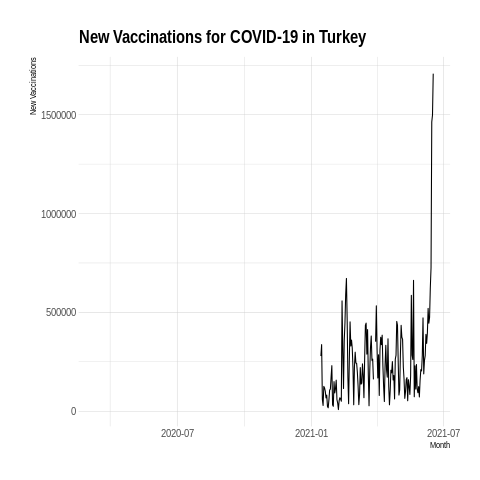 New Vaccinations for COVID-19 in Turkey
New Vaccinations
1500000
1000000
500000
0
2020-07
2021-01
2021-07
Month